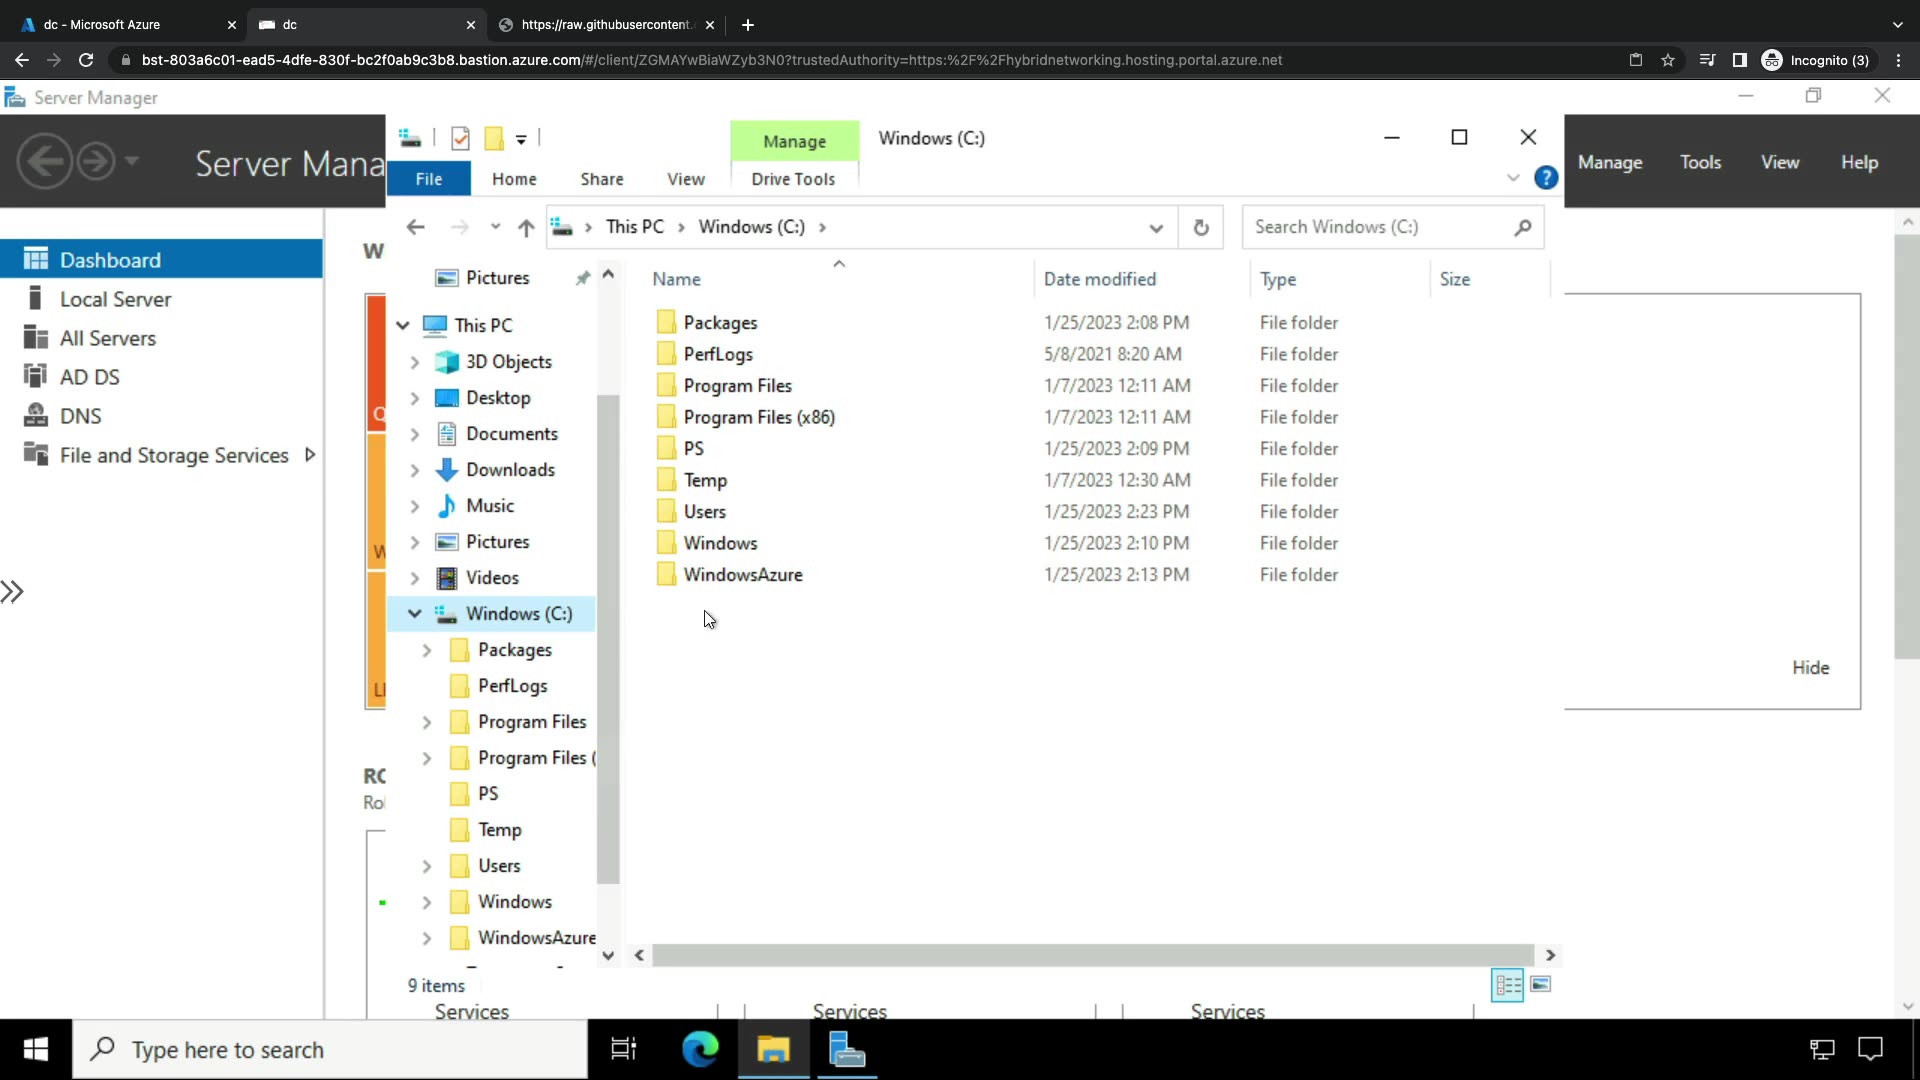 dc - Microsoft Azure
dc
https://raw.githubusercontent.
bst-803a6c01-ead5-4dfe-830f-bc2f0ab9c3b8.bastion.azure.com/#/client/ZGMAYwBiaWZyb3N0?trustedAuthority=https:%2F%2Fhybridnetworking.hosting.portal.azure.net
Incognito (3)
Server Manager
Server Mana
Manage
Windows (C:)
Manage
Tools
View
Help
File
Home
Share
View
Drive Tools
This PC
Windows (C:)
Search Windows (C:)
Dashboard
Local Server
All Servers
AD DS
DNS
File and Storage Services
W
Q
W
LI
RO
Rol
Pictures
This PC
3D Objects
Desktop
Documents
Downloads
Music
Pictures
Videos
Windows (C:)
Packages
PerfLogs
Program Files
Program Files (
PS
Temp
Users
Windows
WindowsAzure
Name Date modified Type Size
Packages 1/25/2023 2:08 PM File folder
PerfLogs 5/8/2021 8:20 AM File folder
Program Files 1/7/2023 12:11 AM File folder
Program Files (x86) 1/7/2023 12:11 AM File folder
PS 1/25/2023 2:09 PM File folder
Temp 1/7/2023 12:30 AM File folder
Users 1/25/2023 2:23 PM File folder
Windows 1/25/2023 2:10 PM File folder
WindowsAzure 1/25/2023 2:13 PM File folder
Hide
9 items
Services
Services
Services
Type here to search